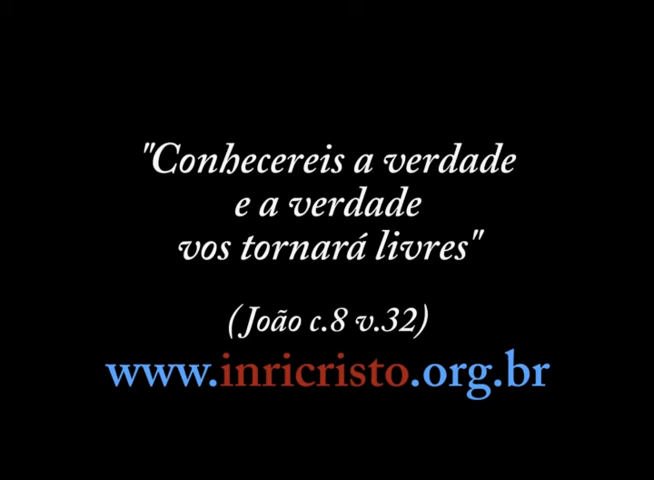 "Conhecereis a verdade
e a verdade
vos tornará livres"
(João c.8 v.32)
www.inricristo.org.br